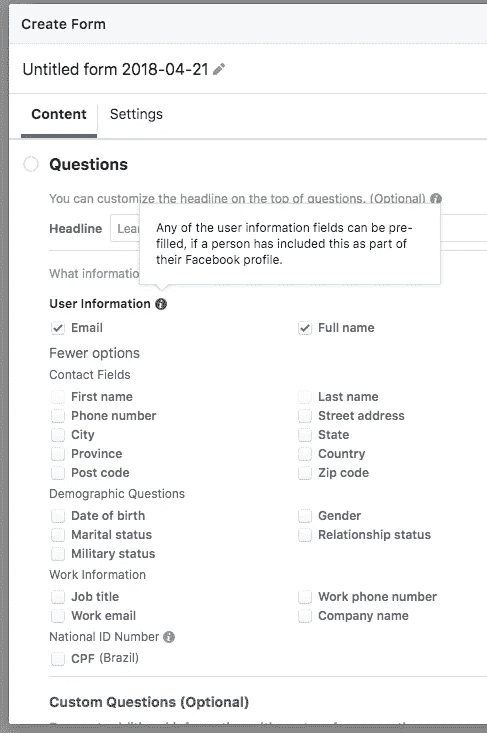 Create Form
Untitled form 2018-04-21
Content Settings
Questions
You can customize the headline on the top of questions. (Optional)
Headline Lear
Any of the user information fields can be pre-
filled, if a person has included this as part of
their Facebook profile.
What informatio
User Information
Email Full name
Fewer options
Contact Fields
First name Last name
Phone number Street address
City State
Province Country
Post code Zip code
Demographic Questions
Date of birth Gender
Marital status Relationship status
Military status
Work Information
Job title Work phone number
Work email Company name
National ID Number
CPF (Brazil)
Custom Questions (Optional)